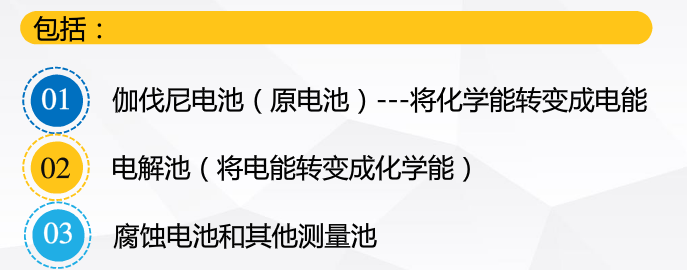 包括：
01 伽伐尼电池（原电池）---将化学能转变成电能
02 电解池（将电能转变成化学能）
03 腐蚀电池和其他测量池